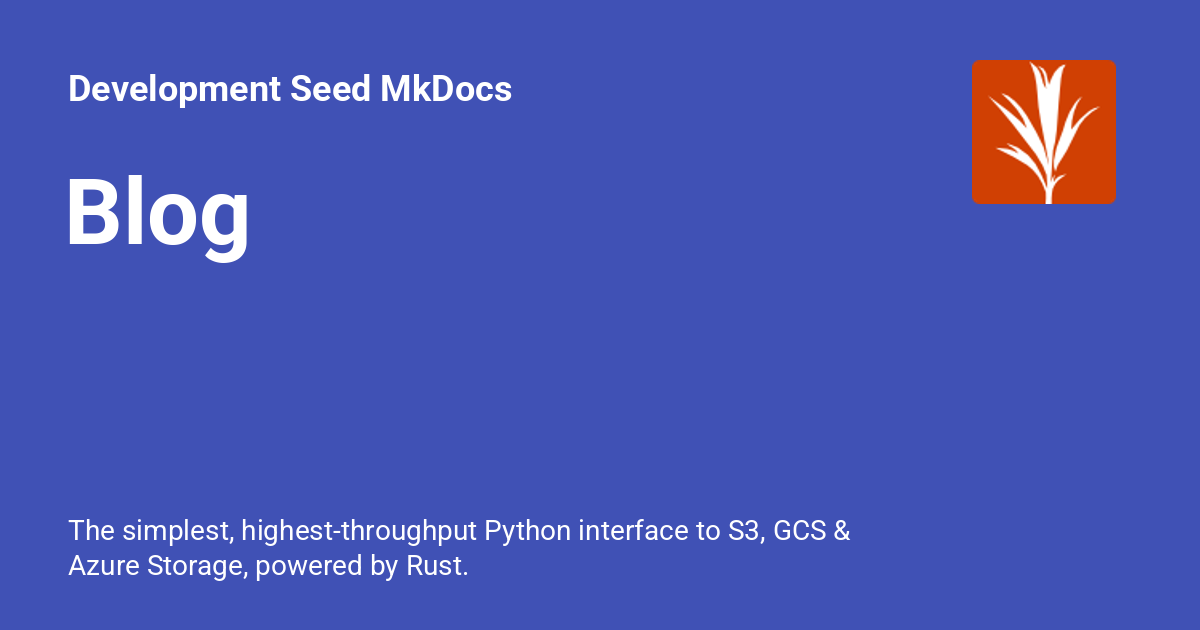 Development Seed MkDocs
Blog
The simplest, highest-throughput Python interface to S3, GCS &
Azure Storage, powered by Rust.